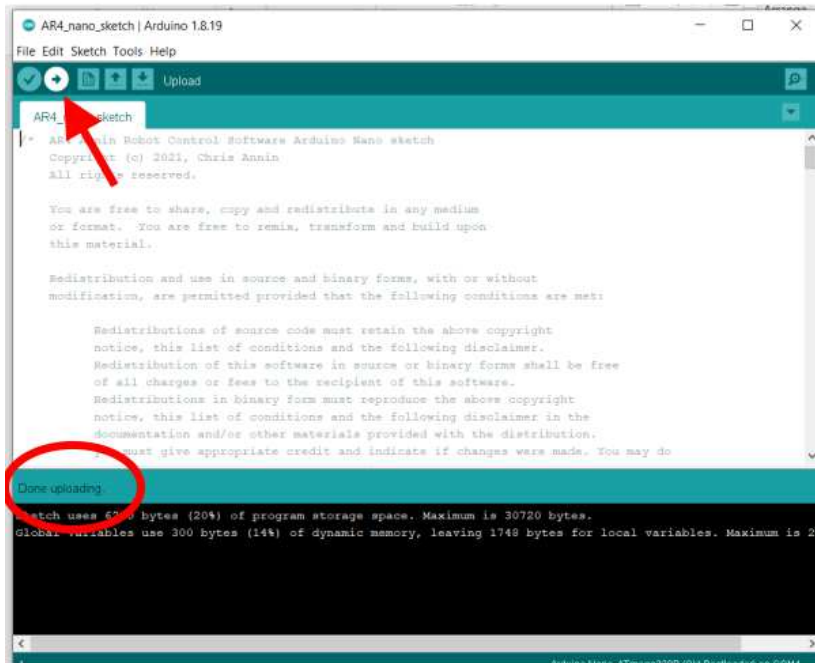 AR4_nano_sketch | Arduino 1.8.19
File Edit Sketch Tools Help
Upload
AR4_ sketch
/* AR4 Annin Robot Control Software Arduino Nano sketch
Copyright (c) 2021, Chris Annin
All rights reserved.
You are free to share, copy and redistribute in any medium
or format. You are free to remix, transform and build upon
this material.
Redistribution and use in source and binary forms, with or without
modification, are permitted provided that the following conditions are met:
Redistributions of source code must retain the above copyright
notice, this list of conditions and the following disclaimer.
Redistribution of this software in source or binary forms shall be free
of all charges or fees to the recipient of this software.
Redistributions in binary form must reproduce the above copyright
notice, this list of conditions and the following disclaimer in the
documentation and/or other materials provided with the distribution.
must give appropriate credit and indicate if changes were made. You may do
Done uploading.
Sketch uses bytes (20%) of program storage space. Maximum is 30720 bytes.
Global variables use 300 bytes (14%) of dynamic memory, leaving 1748 bytes for local variables. Maximum is 2